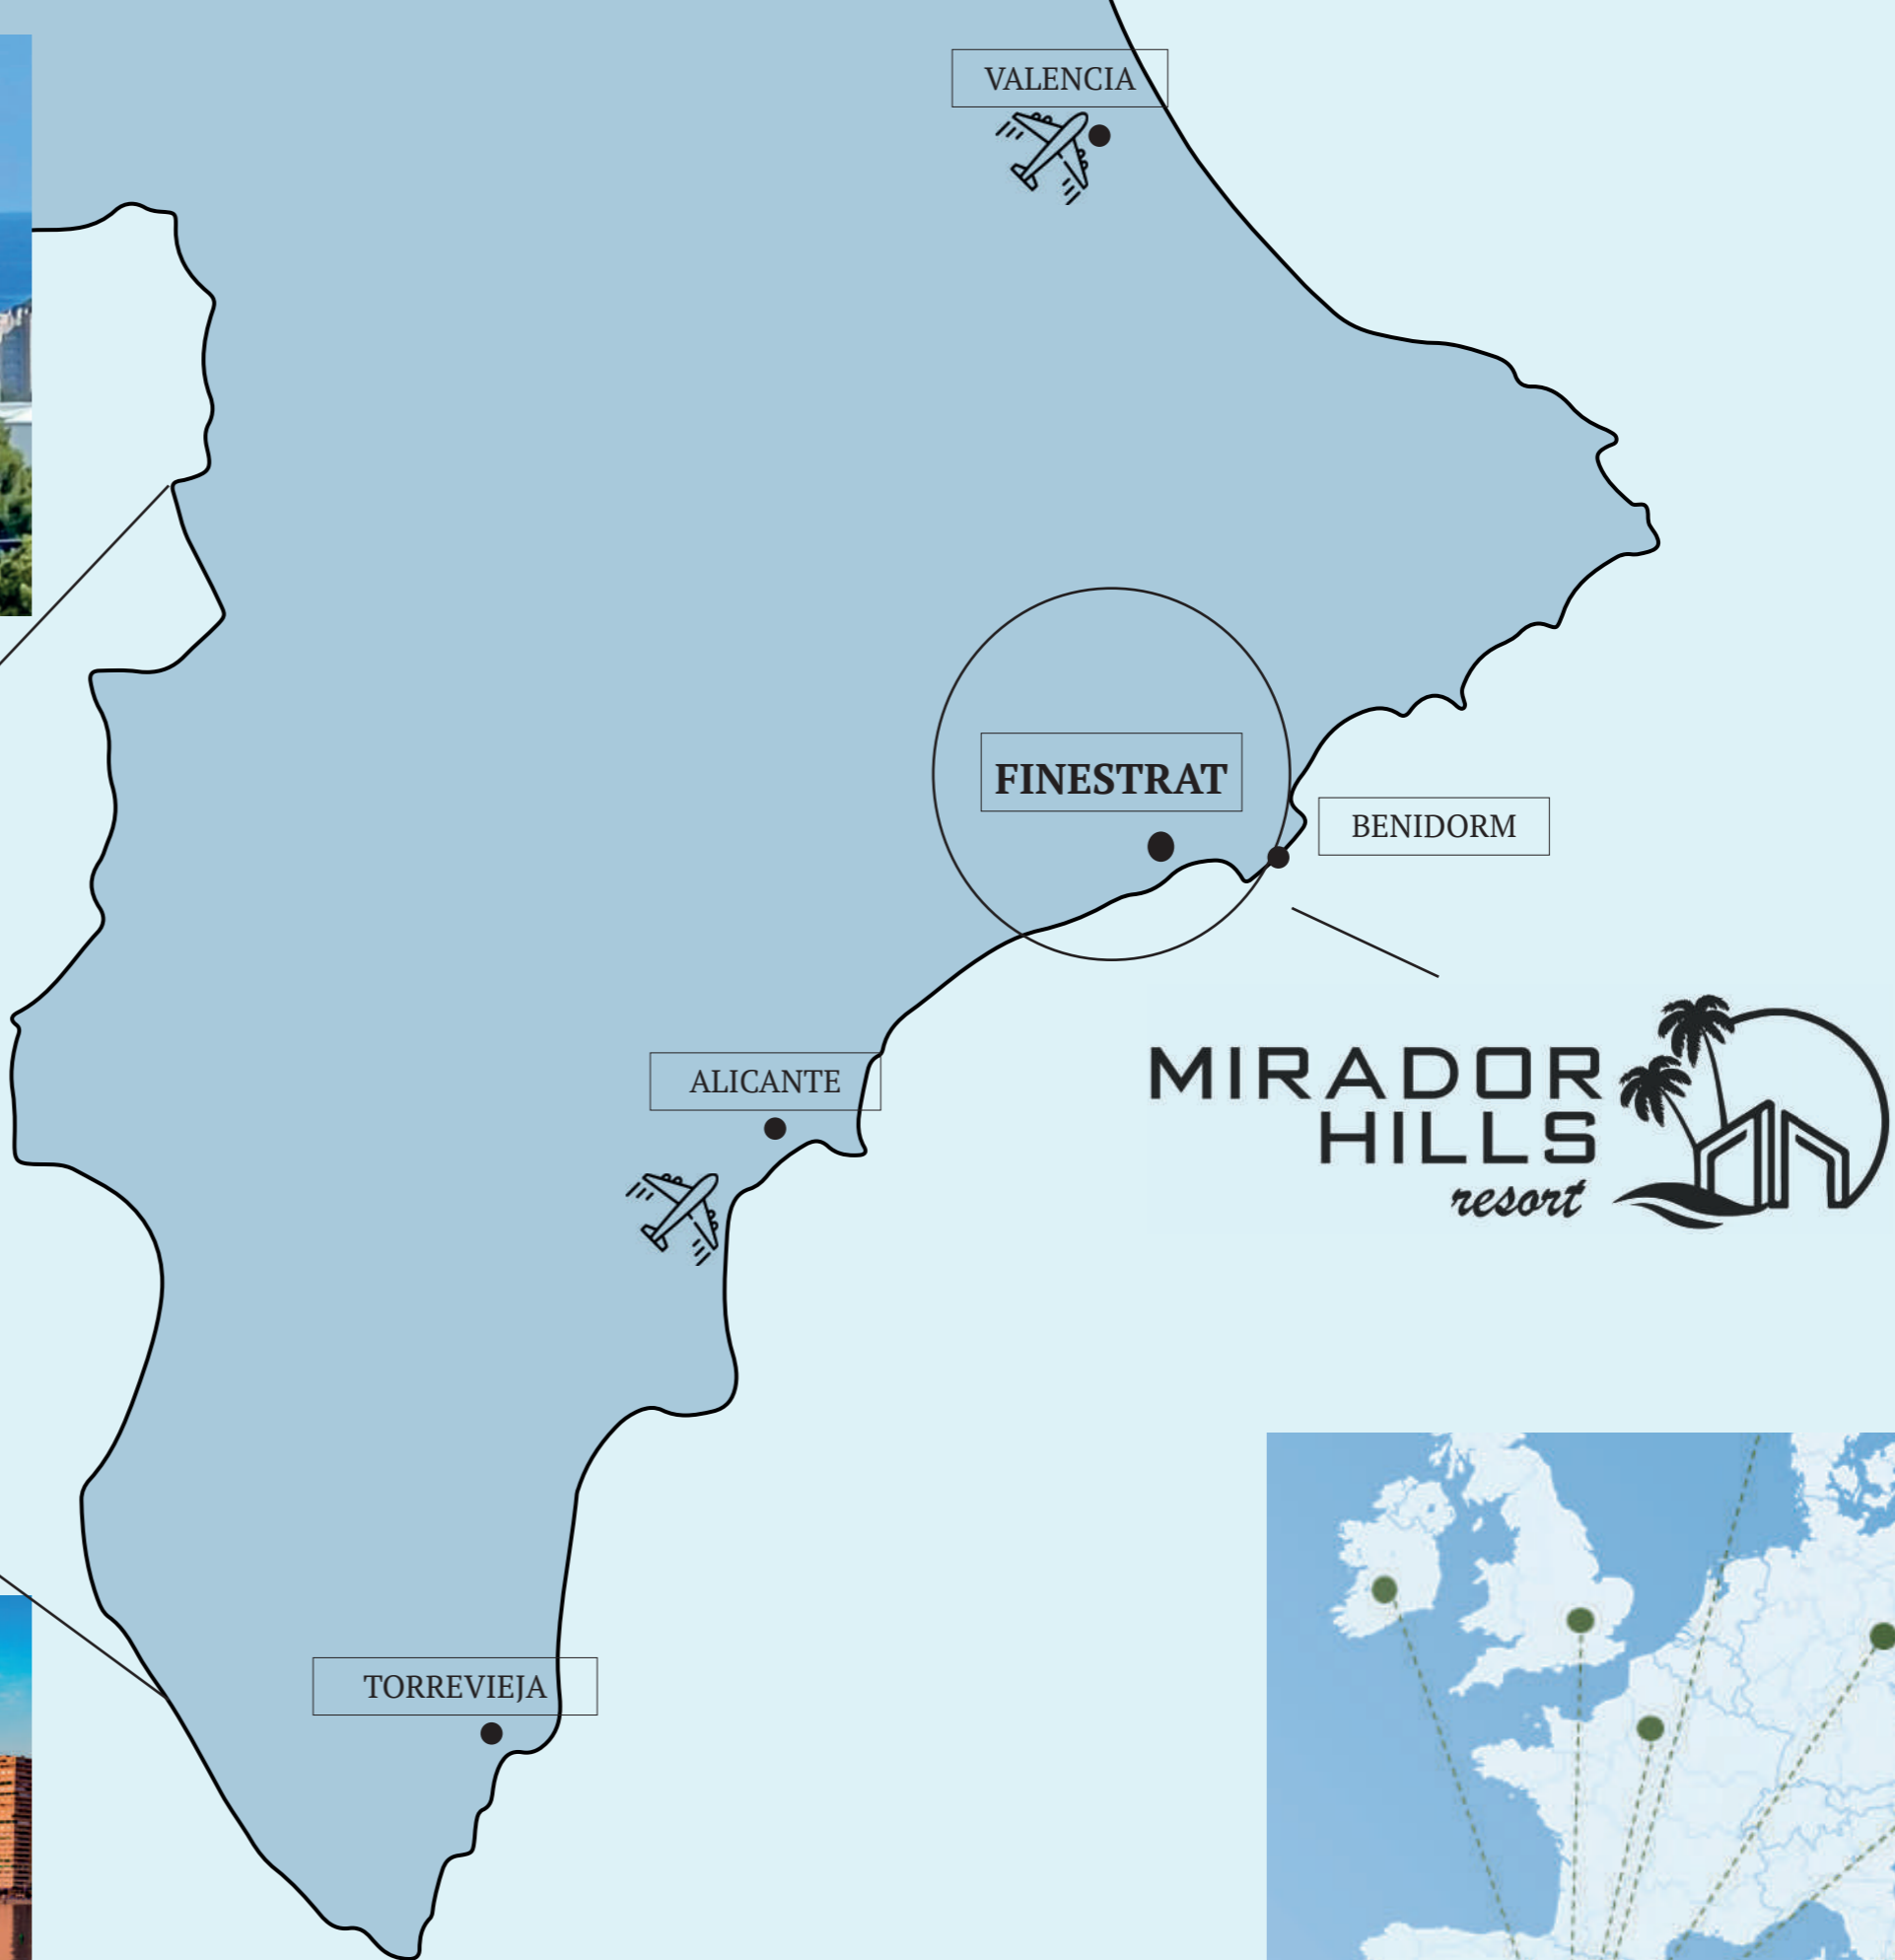 VALENCIA
FINESTRAT
BENIDORM
ALICANTE
MIRADOR
HILLS
resort
TORREVIEJA